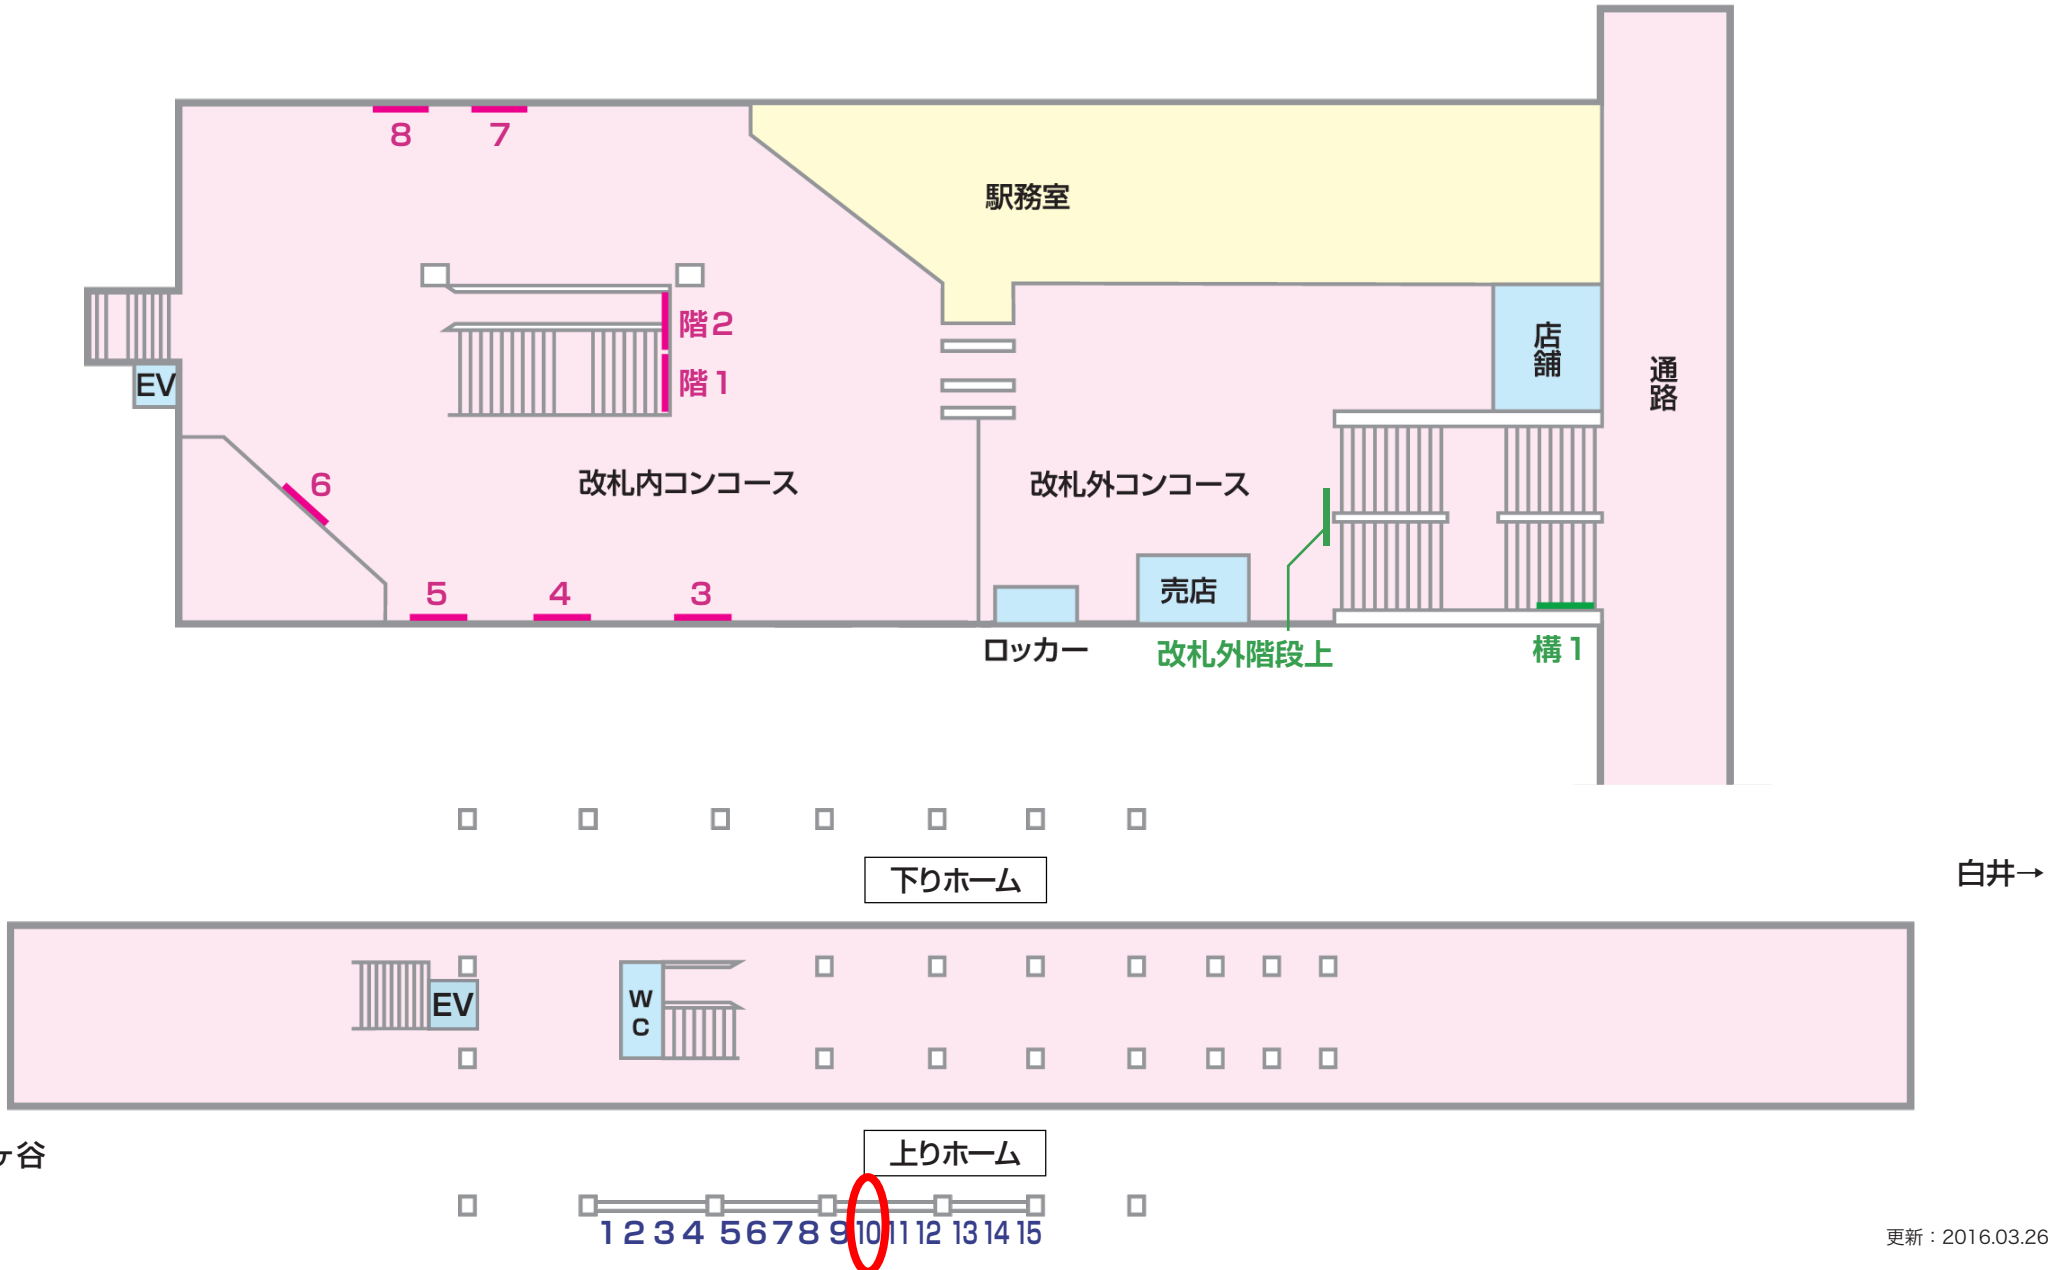 8
7
駅務室
階2
階1
店舗
通路
EV
6
改札内コンコース
改札外コンコース
5
4
3
売店
ロッカー
改札外階段上
構1
下りホーム
白井→
EV
WC
上りホーム
ヶ谷
1 2 3 4 5 6 7 8 9 10 11 12 13 14 15
更新：2016.03.26